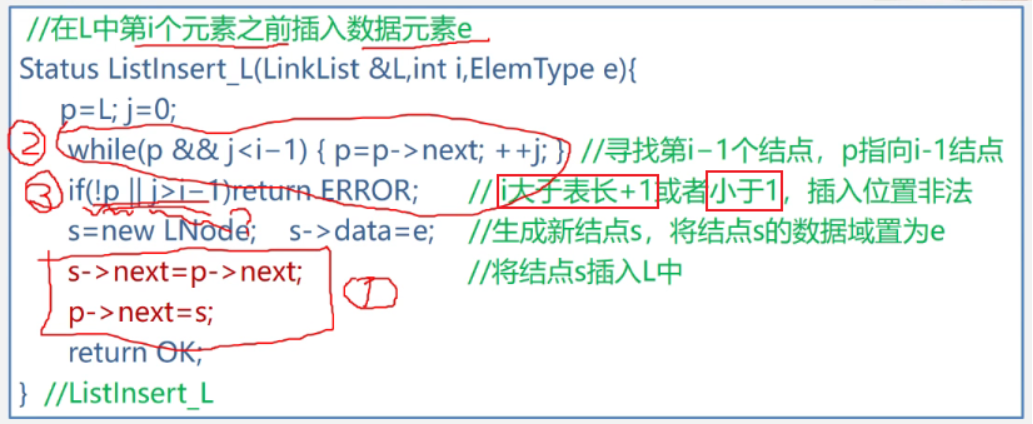 //在L中第i个元素之前插入数据元素e
Status ListInsert_L(LinkList &L,int i,ElemType e){
p=L; j=0;
② while(p && j<i−1) { p=p->next; ++j; } //寻找第i−1个结点，p指向i-1结点
③ if(!p || j>i−1)return ERROR; // i大于表长+1或者小于1，插入位置非法
s=new LNode; s->data=e; //生成新结点s，将结点s的数据域置为e
s->next=p->next; //将结点s插入L中
①
p->next=s;
return OK;
} //ListInsert_L